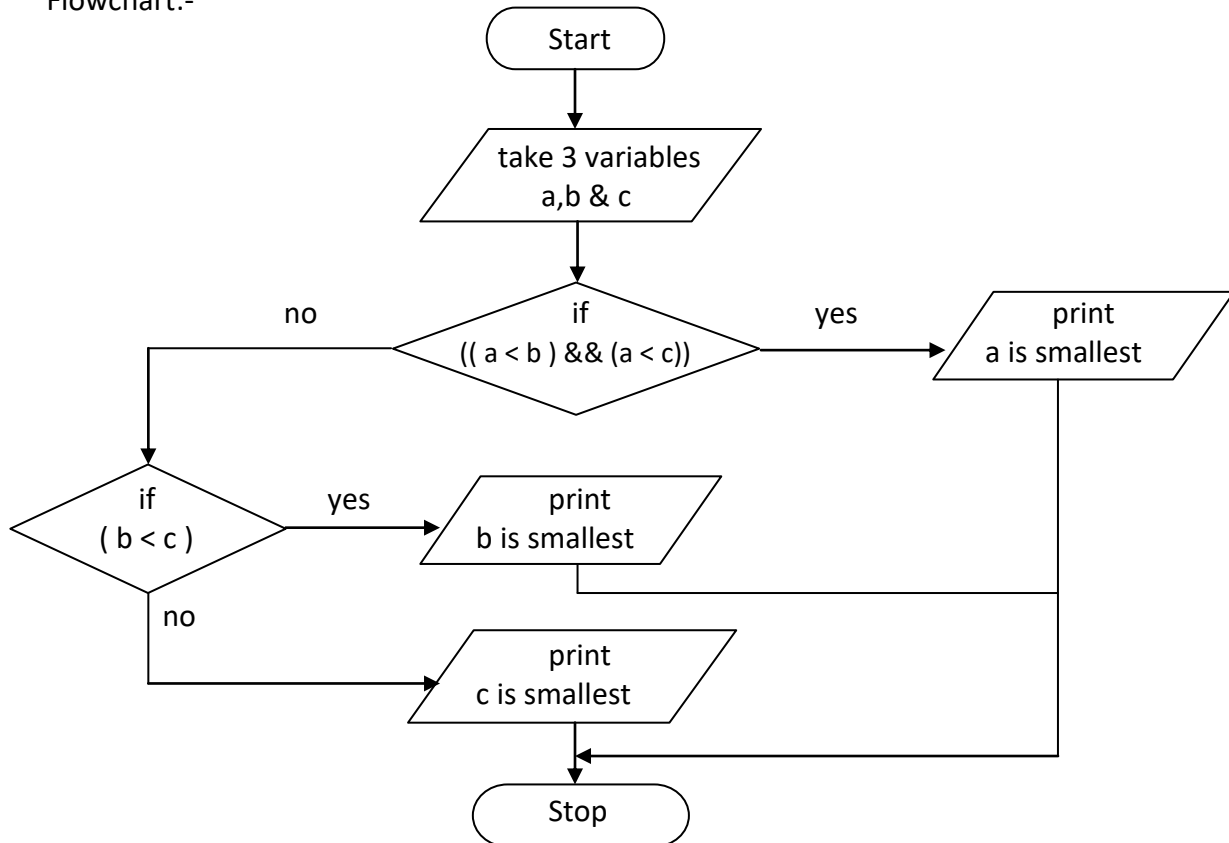 Flowchart:-
Start
take 3 variables
a,b & c
no
if
(( a < b ) && (a < c))
yes
print
a is smallest
if
( b < c )
yes
print
b is smallest
no
print
c is smallest
Stop